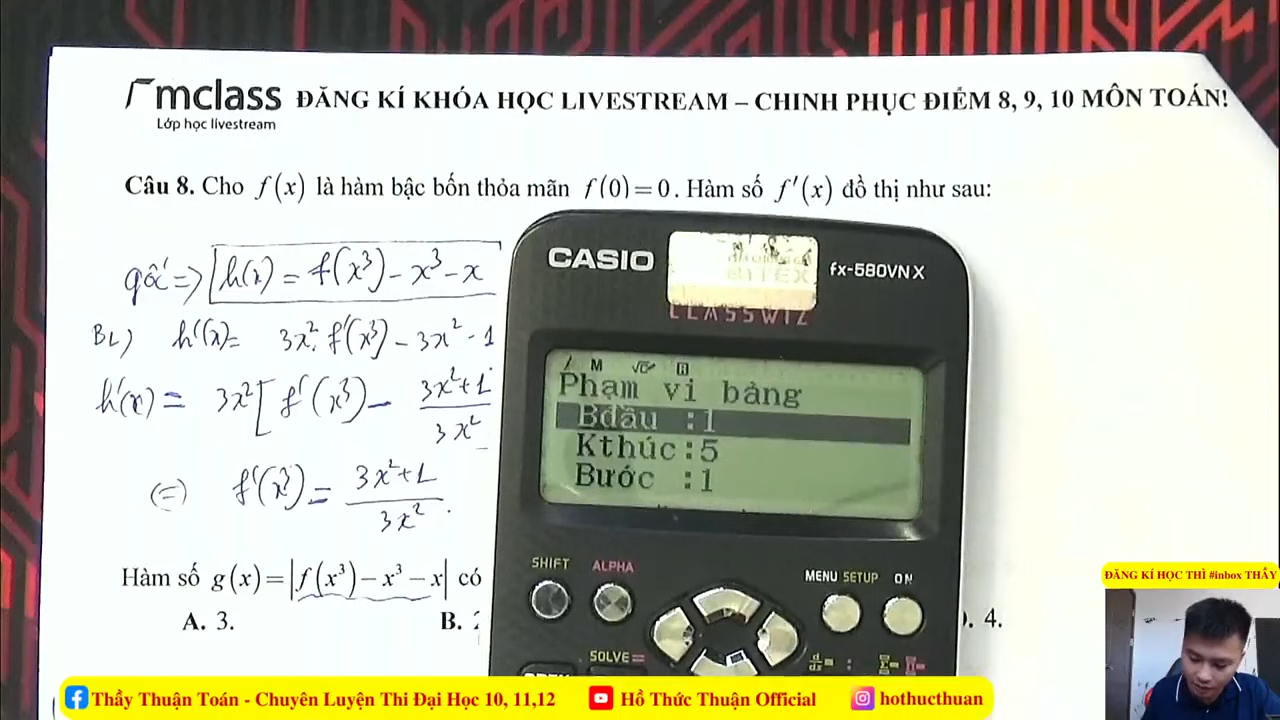 mclass ĐĂNG KÍ KHÓA HỌC LIVESTREAM – CHINH PHỤC ĐIỂM 8, 9, 10 MÔN TOÁN!
Lớp học livestream
Câu 8. Cho f(x) là hàm bậc bốn thỏa mãn f(0)=0. Hàm số f'(x) đồ thị như sau:
CASIO
fx-580VN X
CLASSWIZ
gốc => h(x) = f(x³) - x³ - x
BL) h'(x) = 3x². f'(x³) - 3x² - 1
h'(x) = 3x² [ f'(x³) - (3x²+1)/(3x²)
(=) f'(x³) = (3x²+1)/(3x²)
M
Phạm vi bảng
Bđầu :1
Kthúc:5
Bước :1
SHIFT
ALPHA
MENU SETUP ON
SOLVE=
Hàm số g(x)=|f(x³)−x³−x| có
A. 3.
B.
4.
ĐĂNG KÍ HỌC THÌ #inbox THẦY
Thầy Thuận Toán - Chuyên Luyện Thi Đại Học 10, 11,12
Hồ Thức Thuận Official
hothucthuan